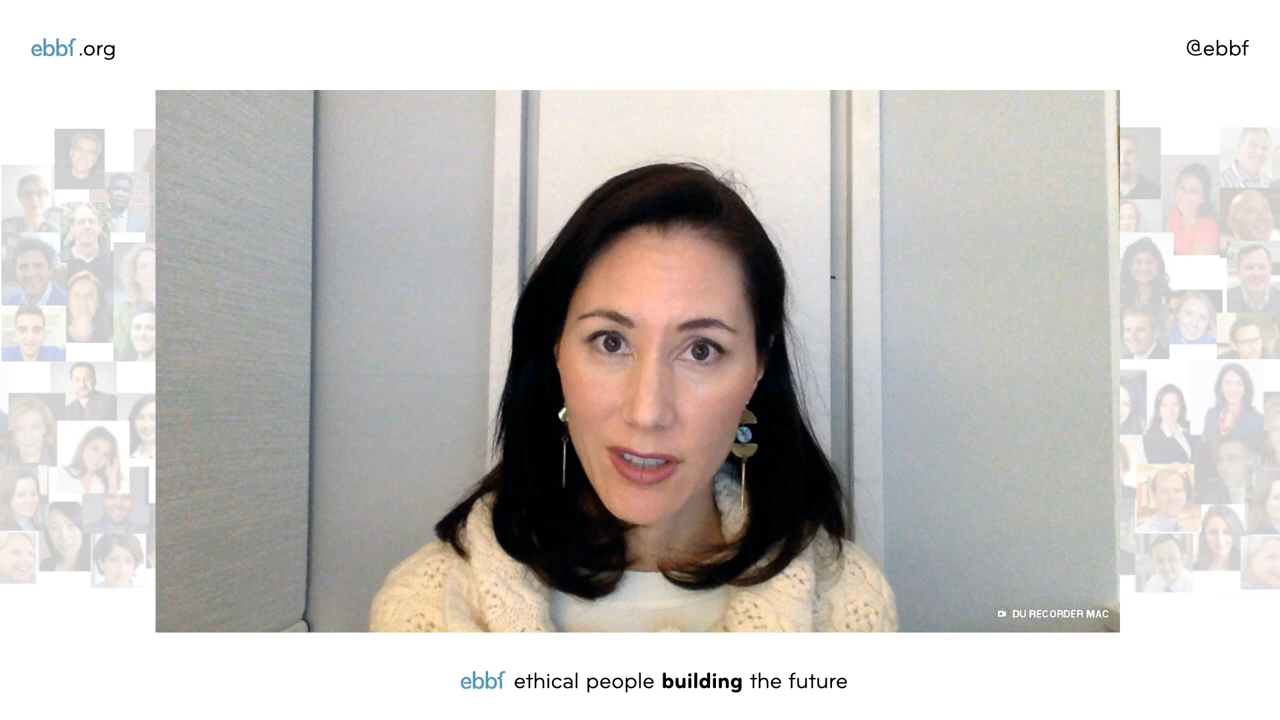 ebbf.org
@ebbf
DU RECORDER MAC
ebbf ethical people building the future